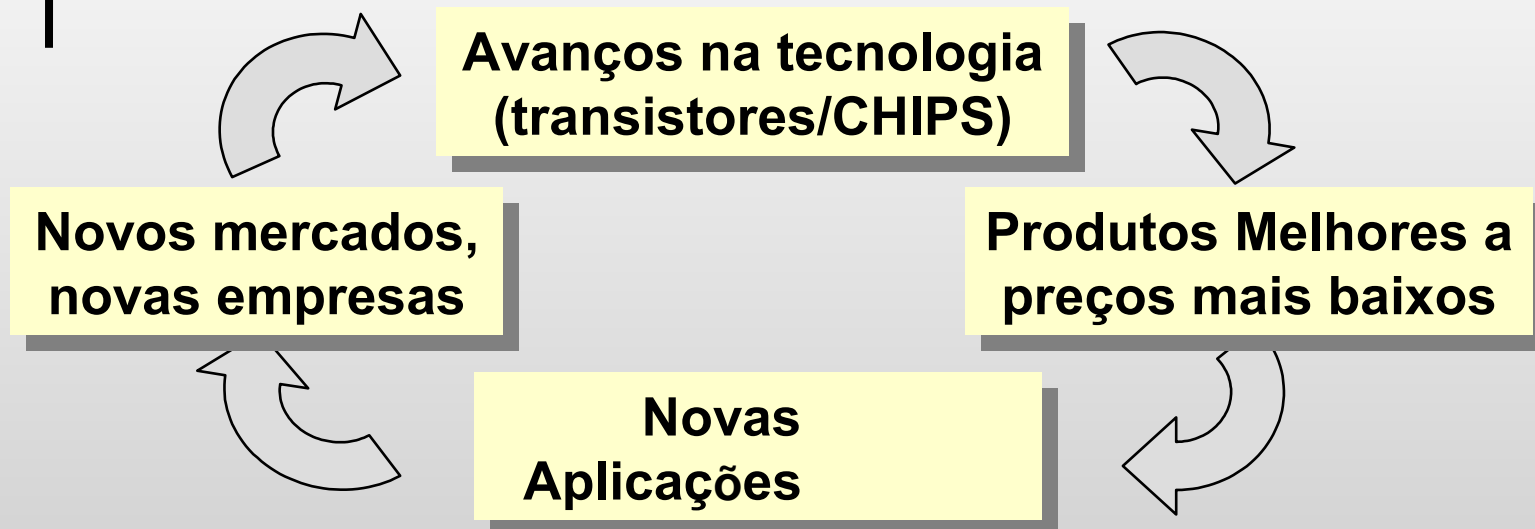 Avanços na tecnologia
(transistores/CHIPS)
Novos mercados,
novas empresas
Produtos Melhores a
preços mais baixos
Novas
Aplicações